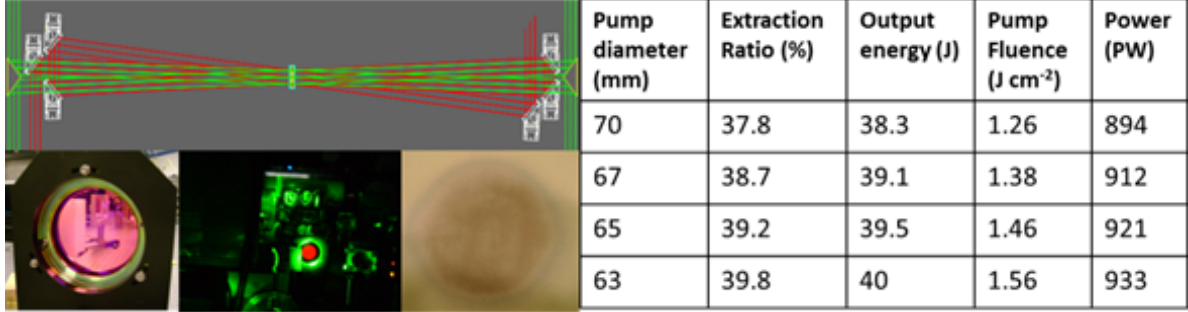 Pump diameter (mm) Extraction Ratio (%) Output energy (J) Pump Fluence (J cm-2) Power (PW)
70 37.8 38.3 1.26 894
67 38.7 39.1 1.38 912
65 39.2 39.5 1.46 921
63 39.8 40 1.56 933